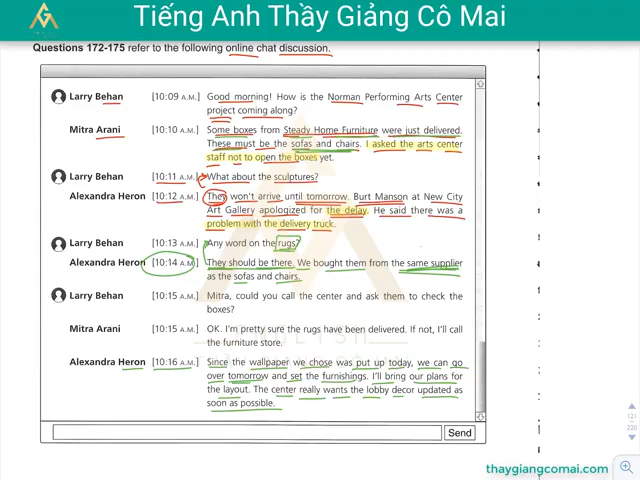 Tiếng Anh Thầy Giảng Cô Mai
Questions 172-175 refer to the following online chat discussion.
Larry Behan [10:09 A.M.] Good morning! How is the Norman Performing Arts Center
project coming along?
Mitra Arani [10:10 A.M.] Some boxes from Steady Home Furniture were just delivered.
These must be the sofas and chairs. I asked the arts center
staff not to open the boxes yet.
Larry Behan [10:11 A.M.] What about the sculptures?
Alexandra Heron [10:12 A.M.] They won't arrive until tomorrow. Burt Manson at New City
Art Gallery apologized for the delay. He said there was a
problem with the delivery truck.
Larry Behan [10:13 A.M.] Any word on the rugs?
Alexandra Heron [10:14 A.M.] They should be there. We bought them from the same supplier
as the sofas and chairs.
Larry Behan [10:15 A.M.] Mitra, could you call the center and ask them to check the
boxes?
Mitra Arani [10:15 A.M.] OK. I'm pretty sure the rugs have been delivered. If not, I'll call
the furniture store.
Alexandra Heron [10:16 A.M.] Since the wallpaper we chose was put up today, we can go
over tomorrow and set the furnishings. I'll bring our plans for
the layout. The center really wants the lobby decor updated as
soon as possible.
Send
121
220
thaygiangcomai.com